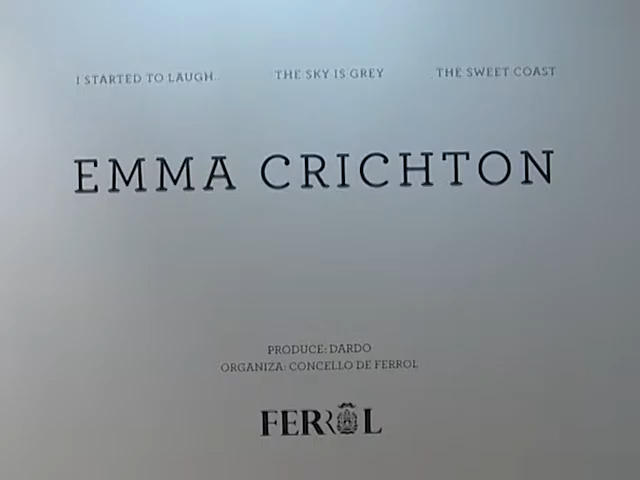 I STARTED TO LAUGH.. THE SKY IS GREY THE SWEET COAST
EMMA CRICHTON
PRODUCE: DARDO
ORGANIZA: CONCELLO DE FERROL
FERROL